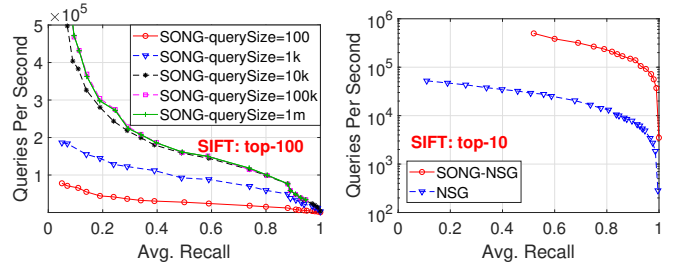 × 10^5
5
4
3
2
1
Queries Per Second
SONG-querySize=100
SONG-querySize=1k
SONG-querySize=10k
SONG-querySize=100k
SONG-querySize=1m
SIFT: top-100
0 0.2 0.4 0.6 0.8 1
Avg. Recall
10^6
10^5
10^4
10^3
10^2
Queries Per Second
SIFT: top-10
SONG-NSG
NSG
0 0.2 0.4 0.6 0.8 1
Avg. Recall